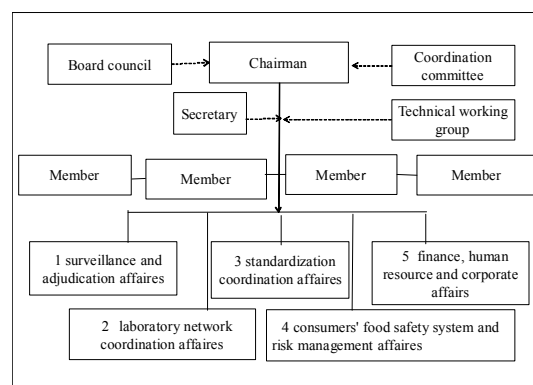 Board council
Chairman
Coordination
committee
Secretary
Technical working
group
Member
Member
Member
Member
1 surveillance and
adjudication affaires
3 standardization
coordation affaires
5 finance, human
resource and corporate
affairs
2 laboratory network
coordination affaires
4 consumers' food safety system and
risk management affaires